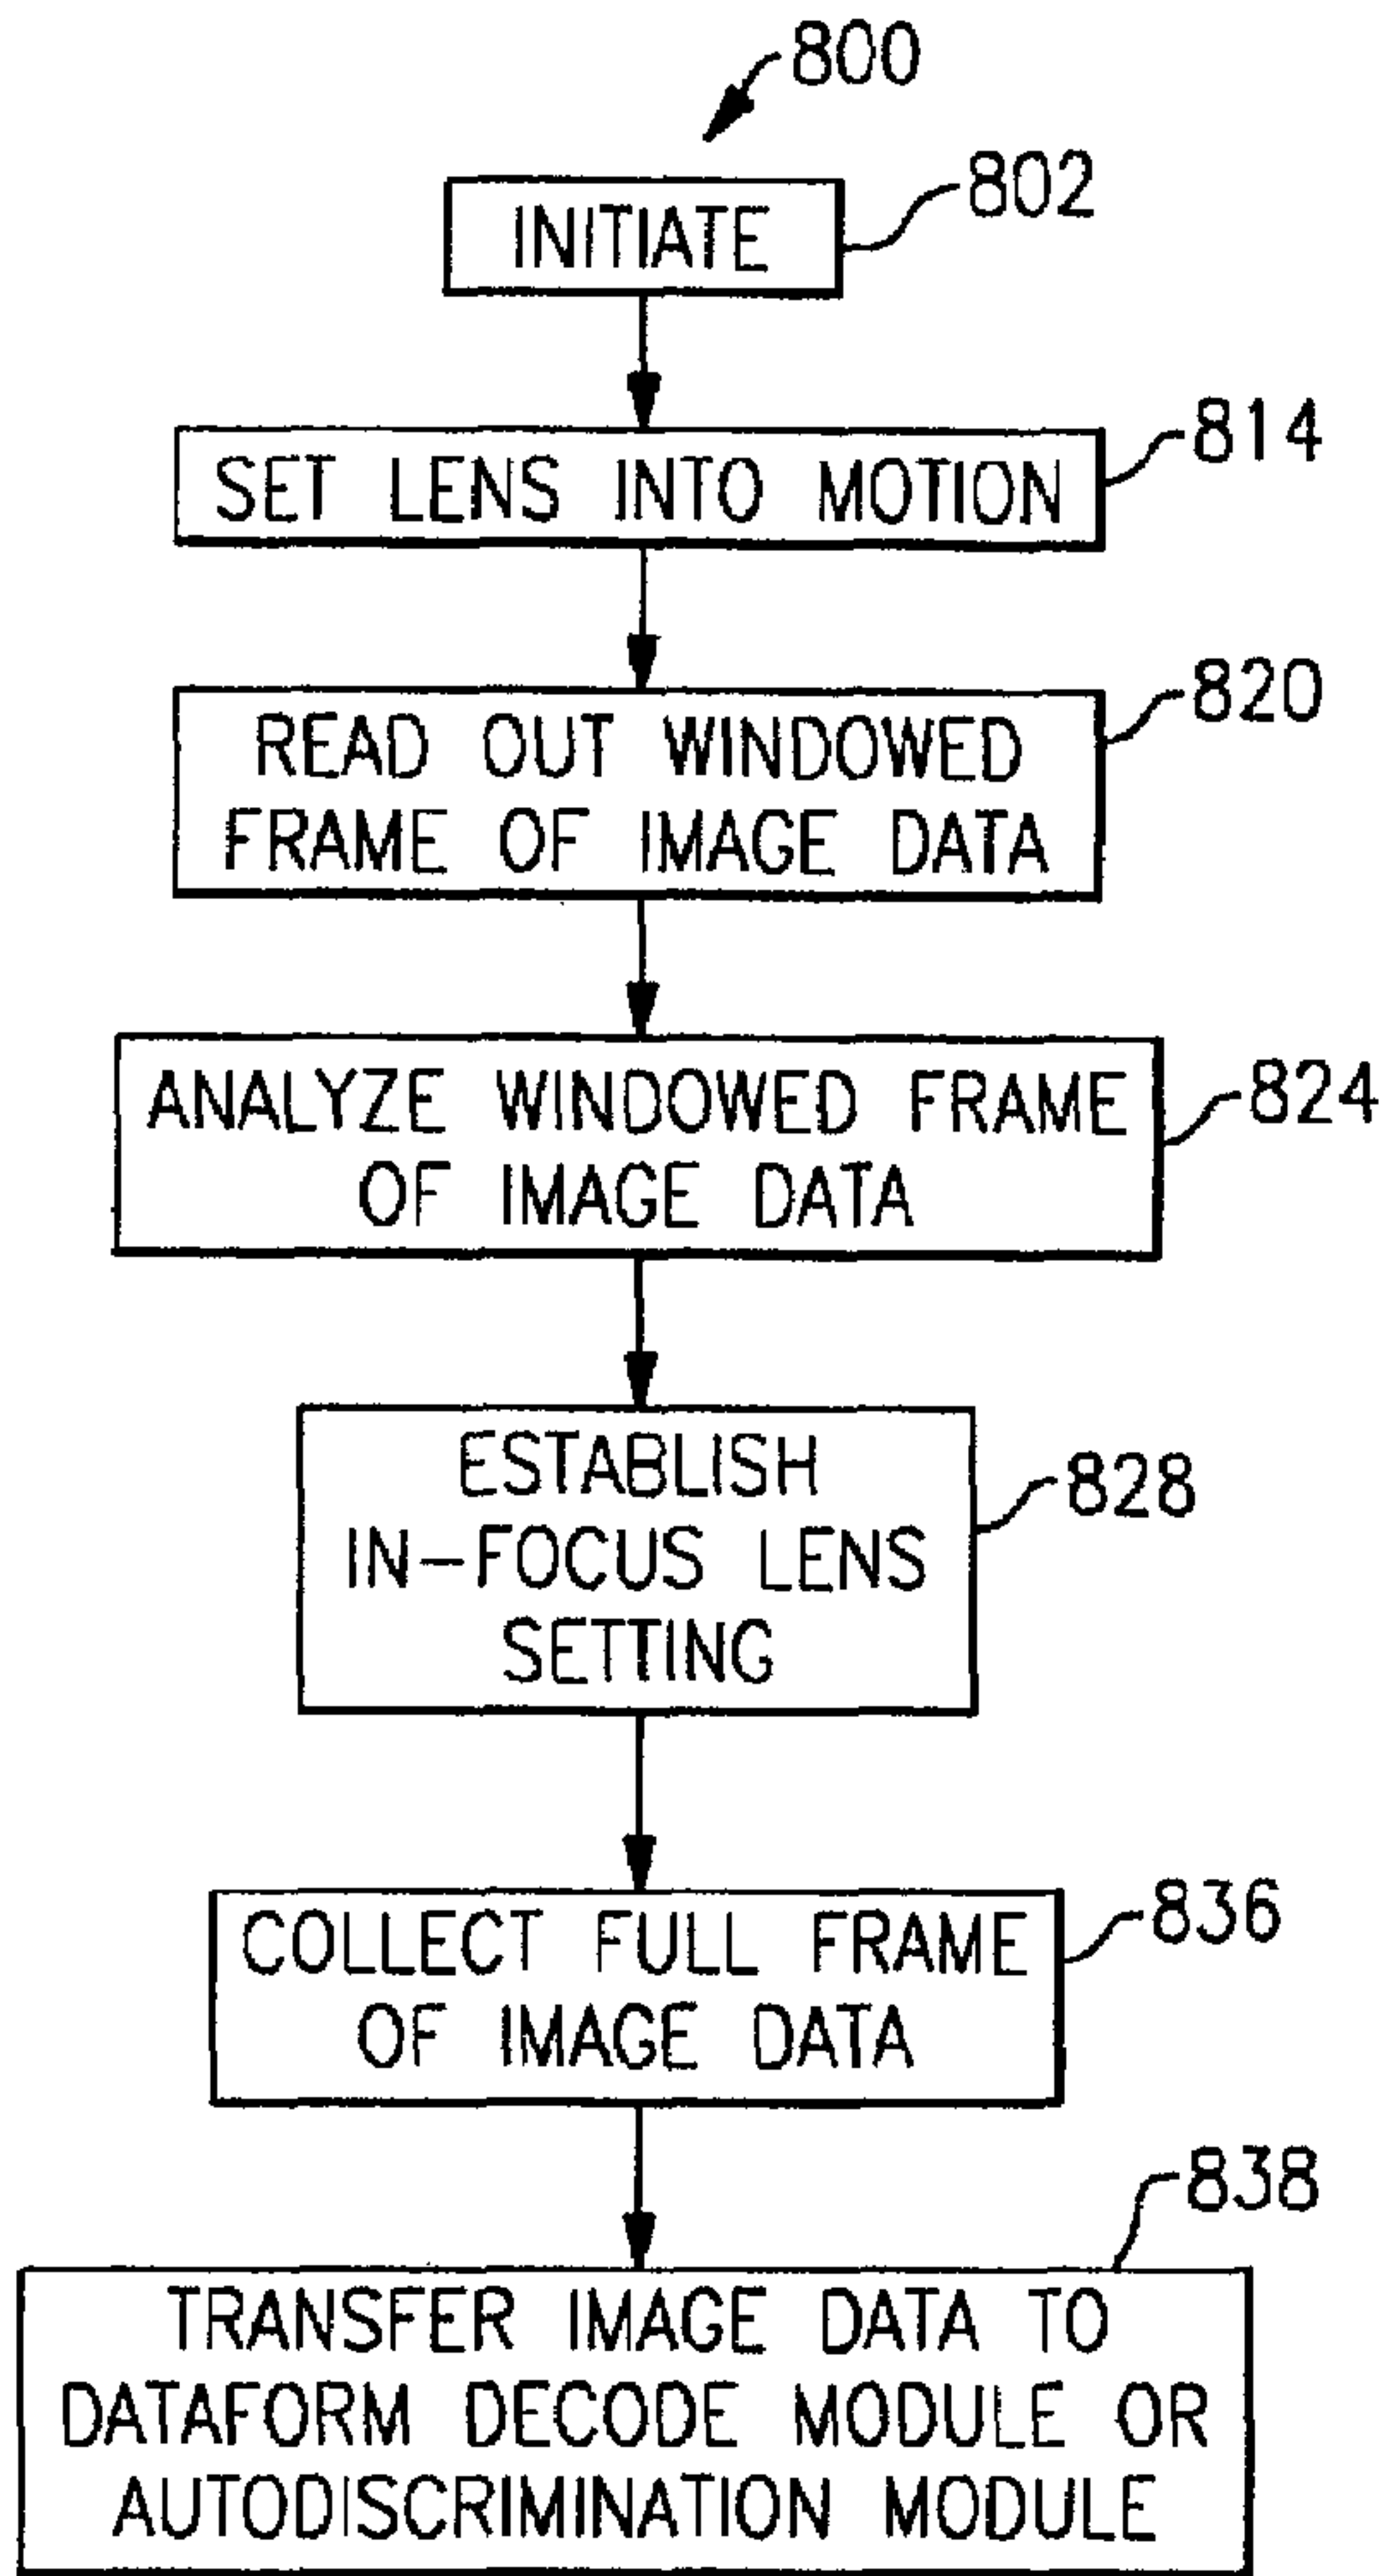 800
INITIATE
802
SET LENS INTO MOTION
814
READ OUT WINDOWED
FRAME OF IMAGE DATA
820
ANALYZE WINDOWED FRAME
OF IMAGE DATA
824
ESTABLISH
IN-FOCUS LENS
SETTING
828
COLLECT FULL FRAME
OF IMAGE DATA
836
TRANSFER IMAGE DATA TO
DATAFORM DECODE MODULE OR
AUTODISCRIMINATION MODULE
838